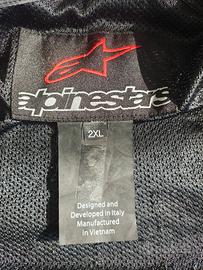 alpinestars
2XL
Designed and
Developed in Italy
Manufactured
in Vietnam